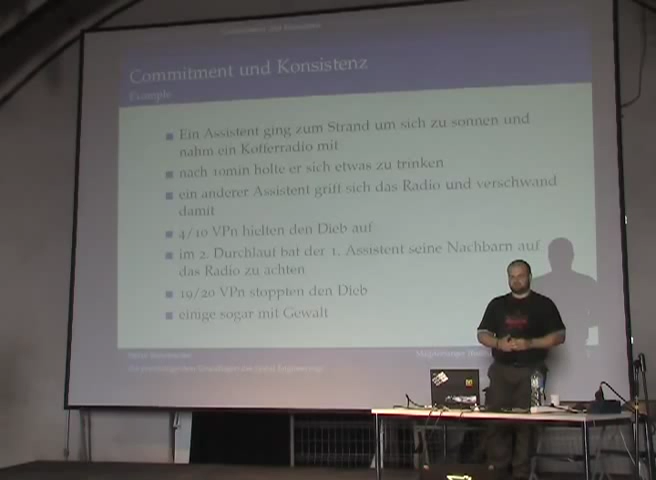 Commitment und Konsistenz
Example
Ein Assistent ging zum Strand um sich zu sonnen und
nahm ein Kofferradio mit
nach 10min holte er sich etwas zu trinken
ein anderer Assistent griff sich das Radio und verschwand
damit
4/10 VPn hielten den Dieb auf
im 2. Durchlauf bat der 1. Assistent seine Nachbarn auf
das Radio zu achten
19/20 VPn stoppten den Dieb
einige sogar mit Gewalt